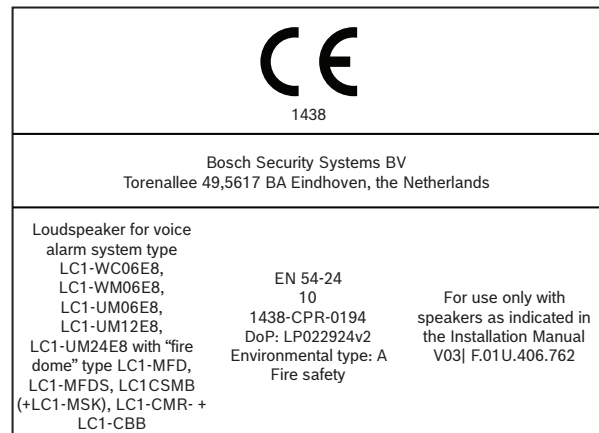 CE
1438
Bosch Security Systems BV
Torenallee 49,5617 BA Eindhoven, the Netherlands
Loudspeaker for voice
alarm system type
LC1-WC06E8,
LC1-WM06E8,
LC1-UM06E8,
LC1-UM12E8,
LC1-UM24E8 with “fire
dome” type LC1-MFD,
LC1-MFDS, LC1CSMB
(+LC1-MSK), LC1-CMR- +
LC1-CBB
EN 54-24
10
1438-CPR-0194
DoP: LP022924v2
Environmental type: A
Fire safety
For use only with
speakers as indicated in
the Installation Manual
V03| F.01U.406.762